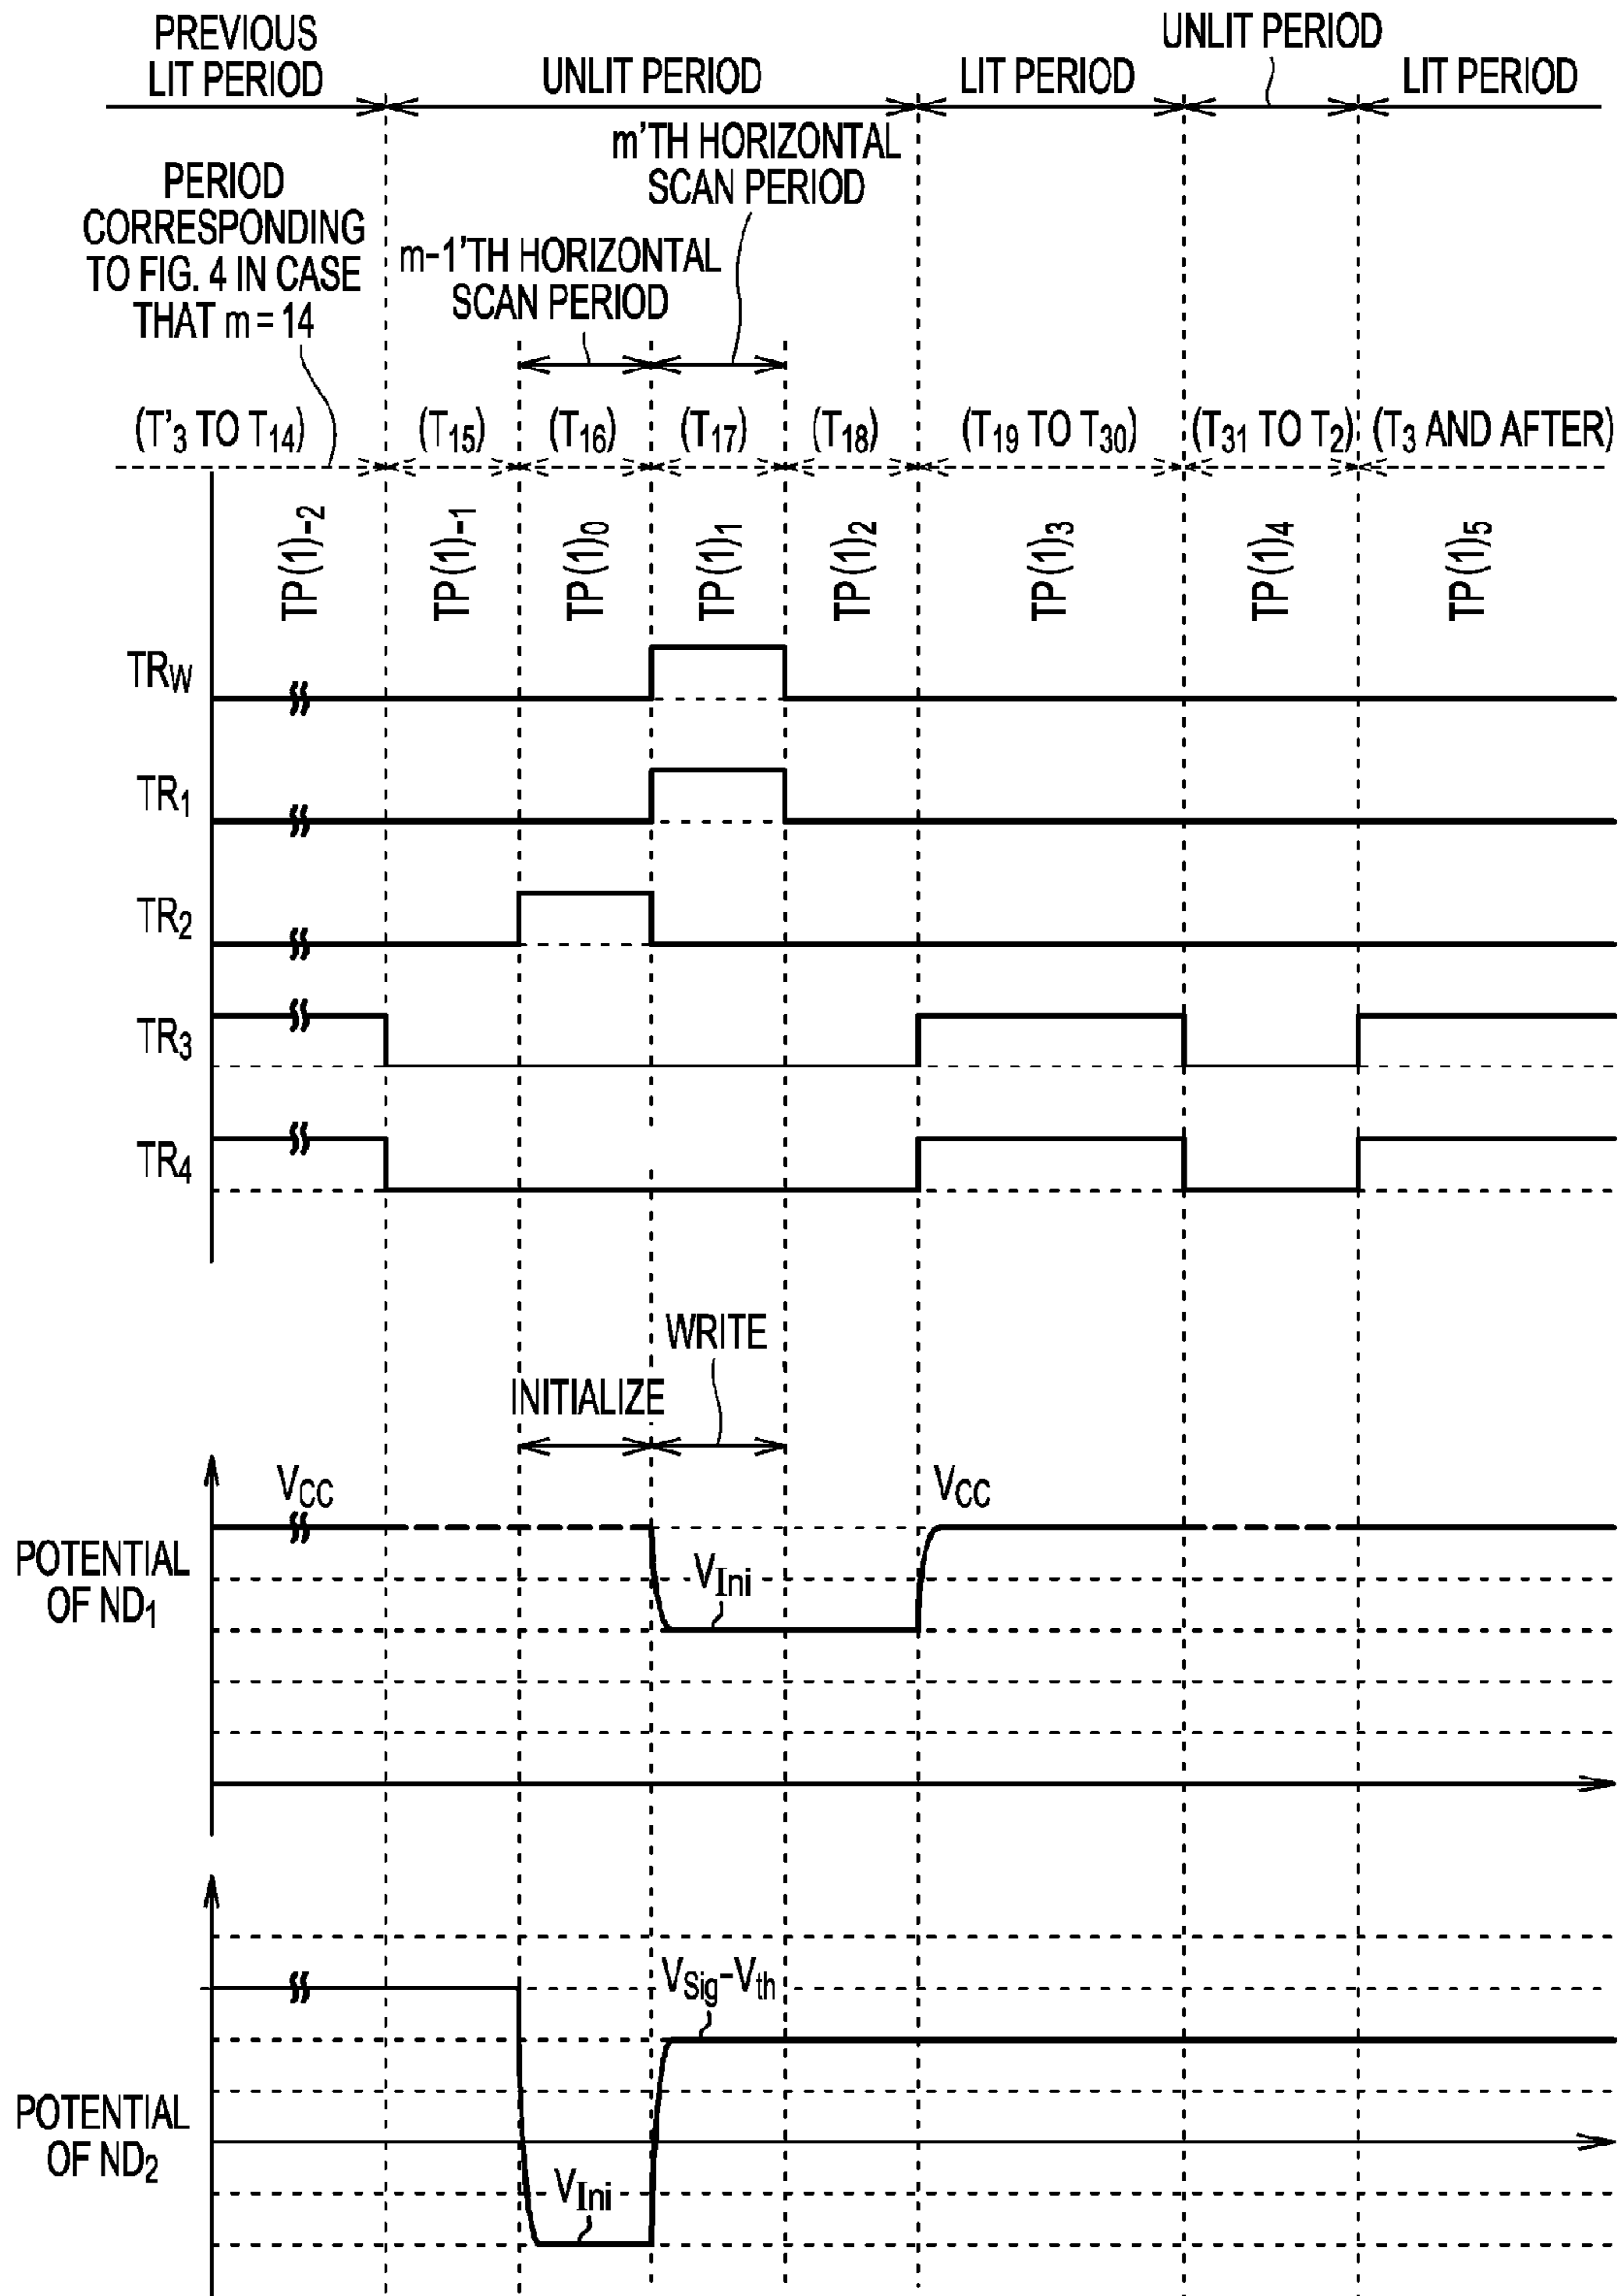 PREVIOUS
LIT PERIOD
UNLIT PERIOD
LIT PERIOD
UNLIT PERIOD
LIT PERIOD
m'TH HORIZONTAL
SCAN PERIOD
PERIOD
CORRESPONDING
TO FIG. 4 IN CASE
THAT m = 14
m-1'TH HORIZONTAL
SCAN PERIOD
(T'3 TO T14)
(T15)
(T16)
(T17)
(T18)
(T19 TO T30)
(T31 TO T2)
(T3 AND AFTER)
TP(1)-2
TP(1)-1
TP(1)0
TP(1)1
TP(1)2
TP(1)3
TP(1)4
TP(1)5
TRW
TR1
TR2
TR3
TR4
WRITE
INITIALIZE
VCC
VCC
POTENTIAL
OF ND1
VIni
VSig-Vth
POTENTIAL
OF ND2
VIni